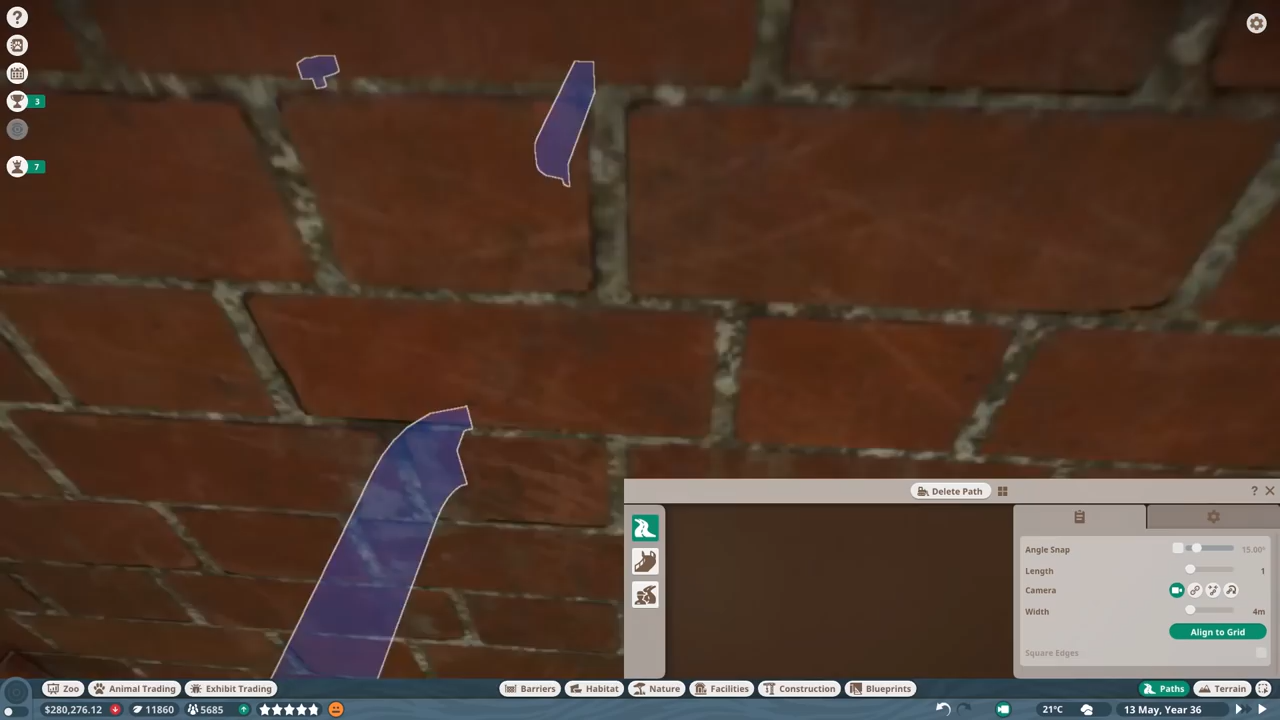 ?
3
7
Delete Path
?
Angle Snap 15.00°
Length 1
Camera
Width 4m
Align to Grid
Square Edges
Zoo Animal Trading Exhibit Trading Barriers Habitat Nature Facilities Construction Blueprints Paths Terrain
$280,276.12 11860 5685 21°C 13 May, Year 36